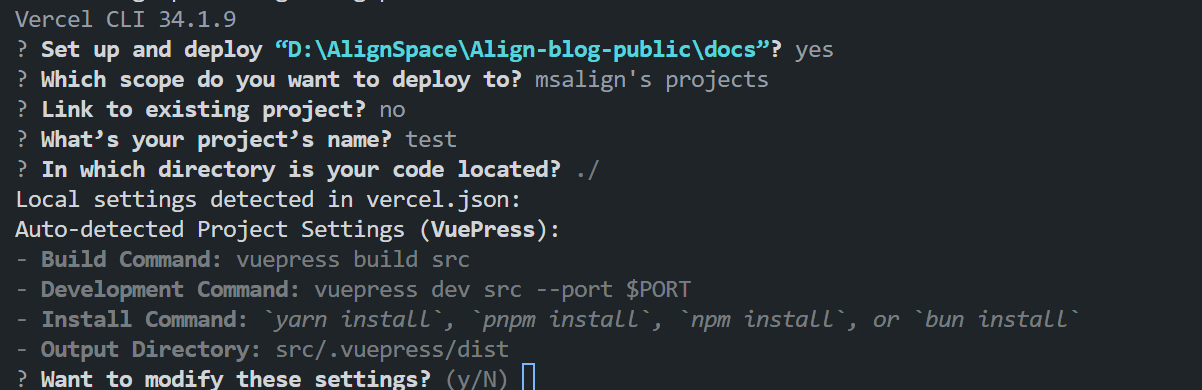 Vercel CLI 34.1.9
? Set up and deploy “D:\AlignSpace\Align-blog-public\docs”? yes
? Which scope do you want to deploy to? msalign's projects
? Link to existing project? no
? What’s your project’s name? test
? In which directory is your code located? ./
Local settings detected in vercel.json:
Auto-detected Project Settings (VuePress):
- Build Command: vuepress build src
- Development Command: vuepress dev src --port $PORT
- Install Command: `yarn install`, `pnpm install`, `npm install`, or `bun install`
- Output Directory: src/.vuepress/dist
? Want to modify these settings? (y/N)